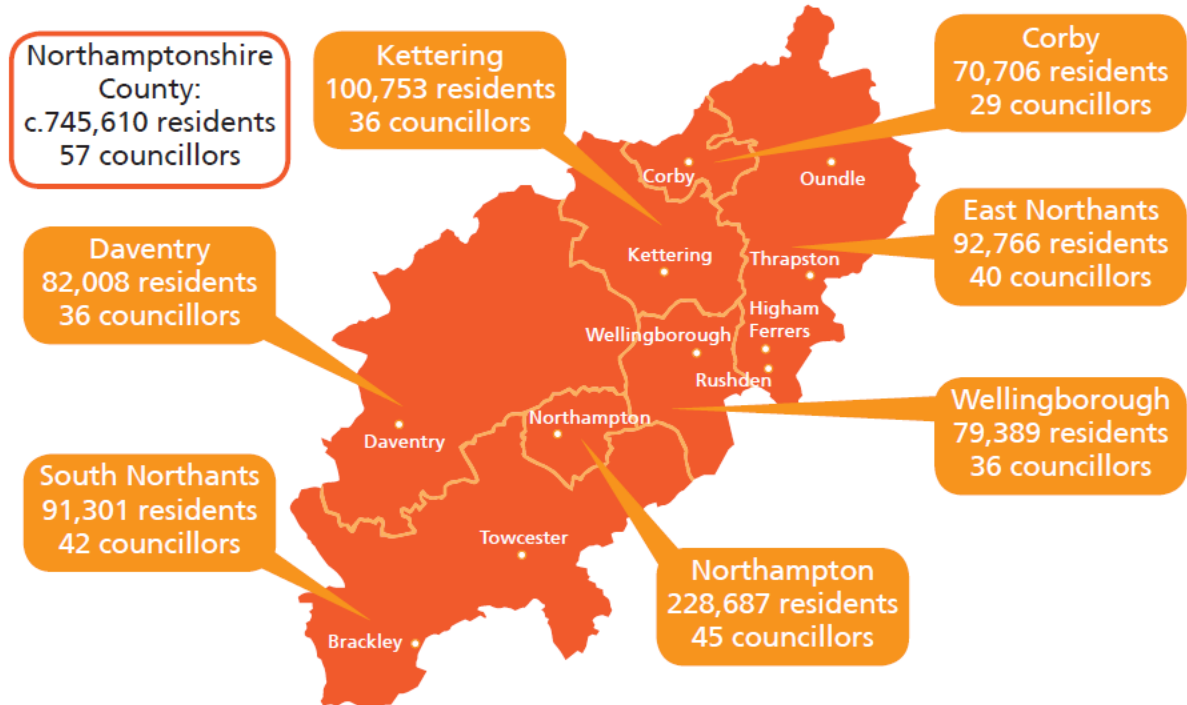 Northamptonshire
County:
c.745,610 residents
57 councillors
Kettering
100,753 residents
36 councillors
Corby
70,706 residents
29 councillors
Daventry
82,008 residents
36 councillors
East Northants
92,766 residents
40 councillors
South Northants
91,301 residents
42 councillors
Wellingborough
79,389 residents
36 councillors
Northampton
228,687 residents
45 councillors
Corby
Oundle
Kettering
Thrapston
Higham
Ferrers
Wellingborough
Rushden
Northampton
Daventry
Towcester
Brackley